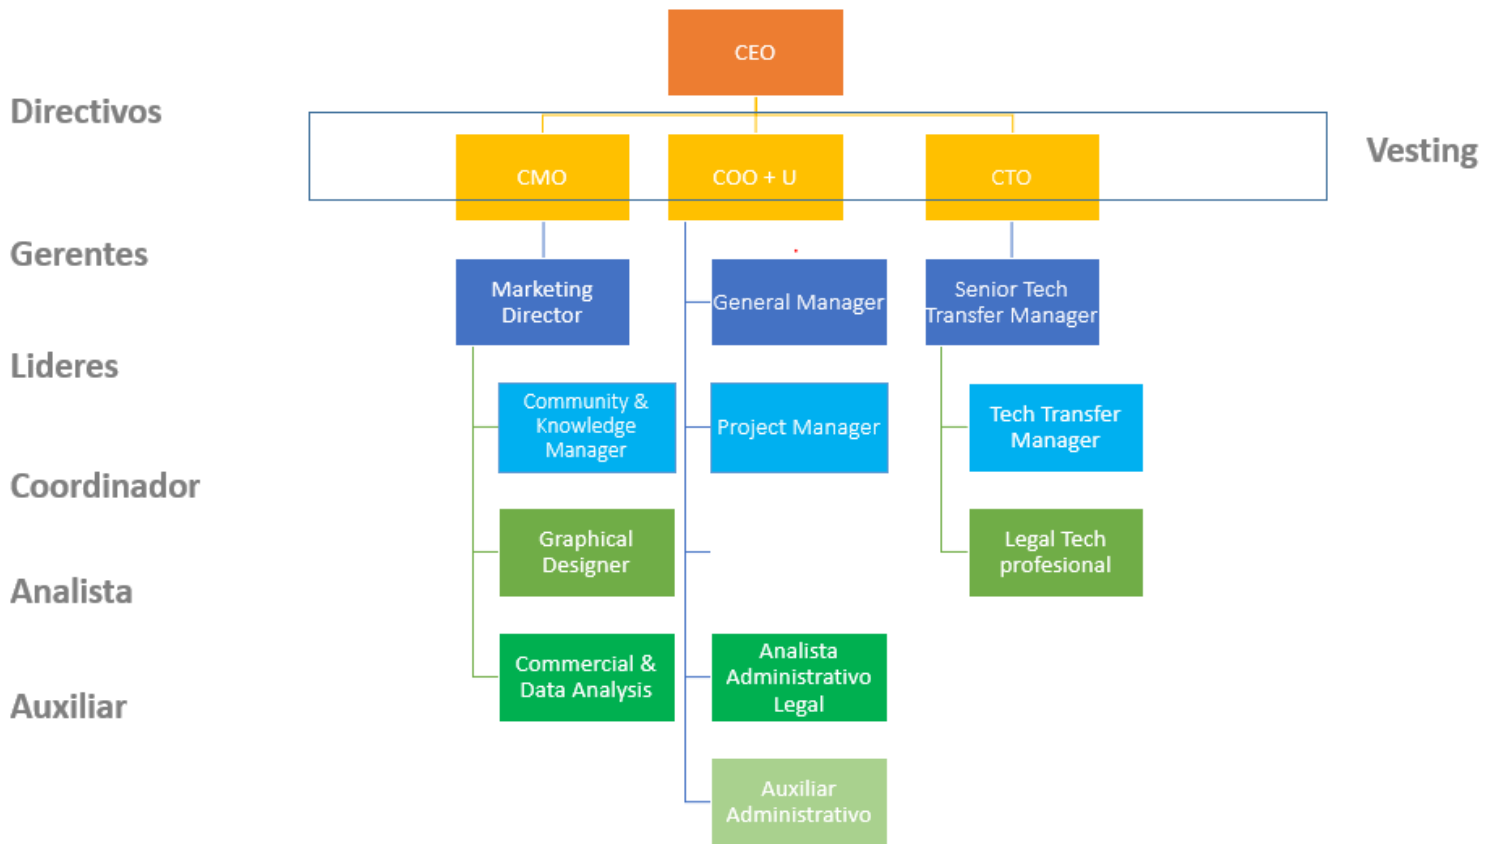 CEO
Directivos
Vesting
CMO
COO + U
CTO
Gerentes
Marketing
Director
General Manager
Senior Tech
Transfer Manager
Lideres
Community &
Knowledge
Manager
Project Manager
Tech Transfer
Manager
Coordinador
Graphical
Designer
Legal Tech
profesional
Analista
Commercial &
Data Analysis
Analista
Administrativo
Legal
Auxiliar
Auxiliar
Administrativo